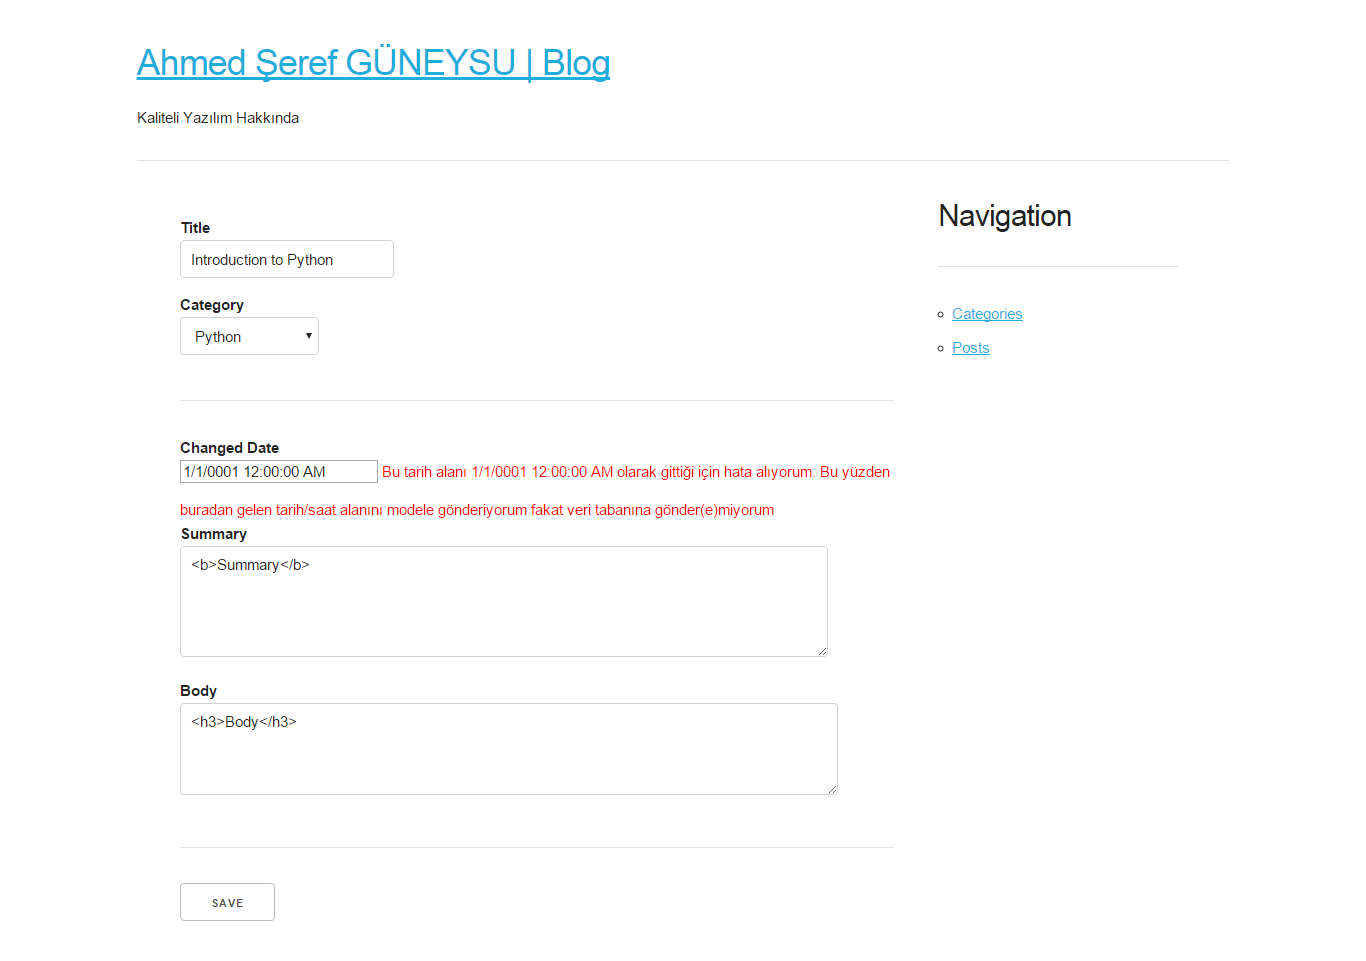 Ahmed Şeref GÜNEYSU | Blog
Kaliteli Yazılım Hakkında
Title
Introduction to Python
Category
Python
Changed Date
1/1/0001 12:00:00 AM Bu tarih alanı 1/1/0001 12:00:00 AM olarak gittiği için hata alıyorum. Bu yüzden
buradan gelen tarih/saat alanını modele gönderiyorum fakat veri tabanına gönder(e)miyorum
Summary
<b>Summary</b>
Body
<h3>Body</h3>
SAVE
Navigation
Categories
Posts